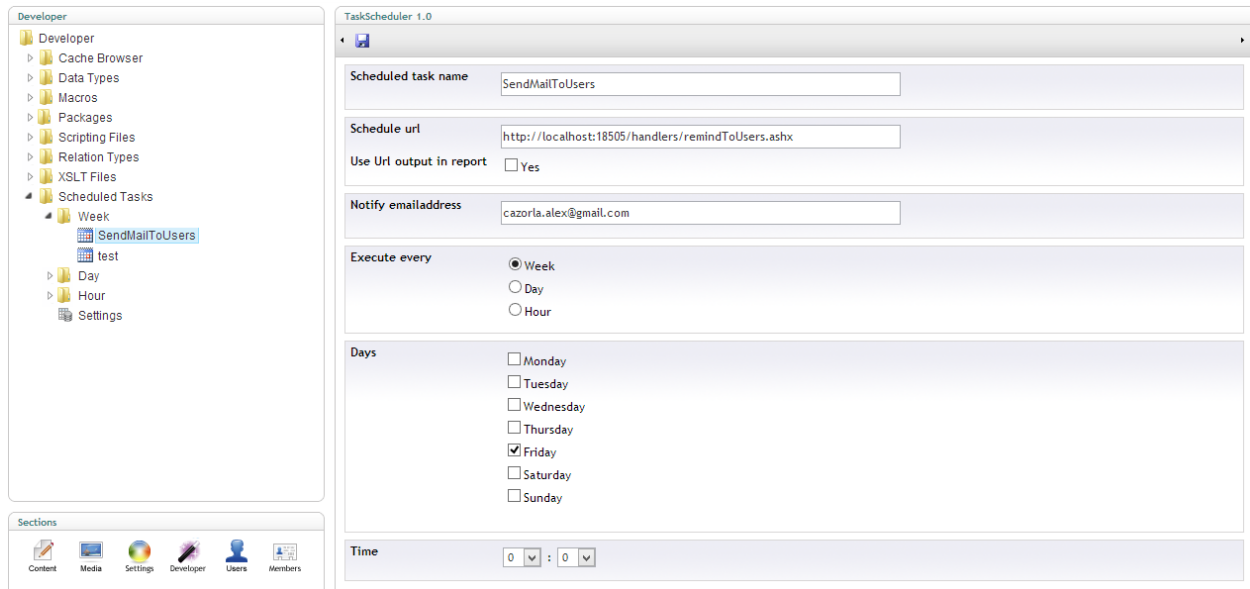 Developer
Developer
Cache Browser
Data Types
Macros
Packages
Scripting Files
Relation Types
XSLT Files
Scheduled Tasks
Week
SendMailToUsers
test
Day
Hour
Settings
Sections
Content
Media
Settings
Developer
Users
Members
TaskScheduler 1.0
Scheduled task name
SendMailToUsers
Schedule url
http://localhost:18505/handlers/remindToUsers.ashx
Use Url output in report
Yes
Notify emailaddress
cazorla.alex@gmail.com
Execute every
Week
Day
Hour
Days
Monday
Tuesday
Wednesday
Thursday
Friday
Saturday
Sunday
Time
0 : 0